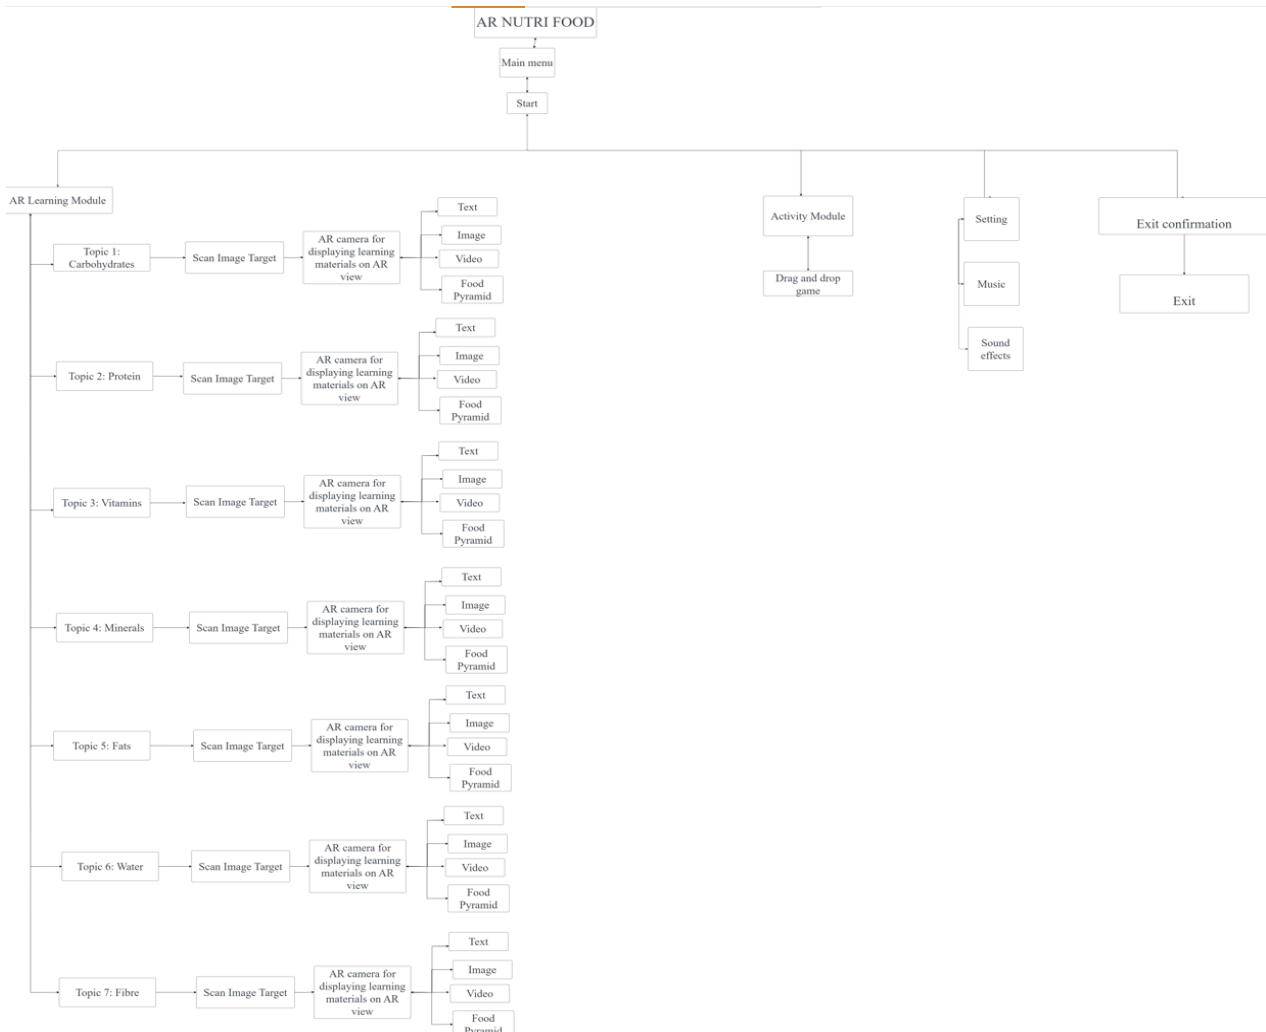 AR NUTRI FOOD
Main menu
Start
AR Learning Module
Topic 1:
Carbohydrates
Scan Image Target
AR camera for
displaying learning
materials on AR
view
Text
Image
Video
Food
Pyramid
Topic 2: Protein
Scan Image Target
AR camera for
displaying learning
materials on AR
view
Text
Image
Video
Food
Pyramid
Topic 3: Vitamins
Scan Image Target
AR camera for
displaying learning
materials on AR
view
Text
Image
Video
Food
Pyramid
Topic 4: Minerals
Scan Image Target
AR camera for
displaying learning
materials on AR
view
Text
Image
Video
Food
Pyramid
Topic 5: Fats
Scan Image Target
AR camera for
displaying learning
materials on AR
view
Text
Image
Video
Food
Pyramid
Topic 6: Water
Scan Image Target
AR camera for
displaying learning
materials on AR
view
Text
Image
Video
Food
Pyramid
Topic 7: Fibre
Scan Image Target
AR camera for
displaying learning
materials on AR
view
Text
Image
Video
Food
Pyramid
Activity Module
Drag and drop
game
Setting
Music
Sound
effects
Exit confirmation
Exit